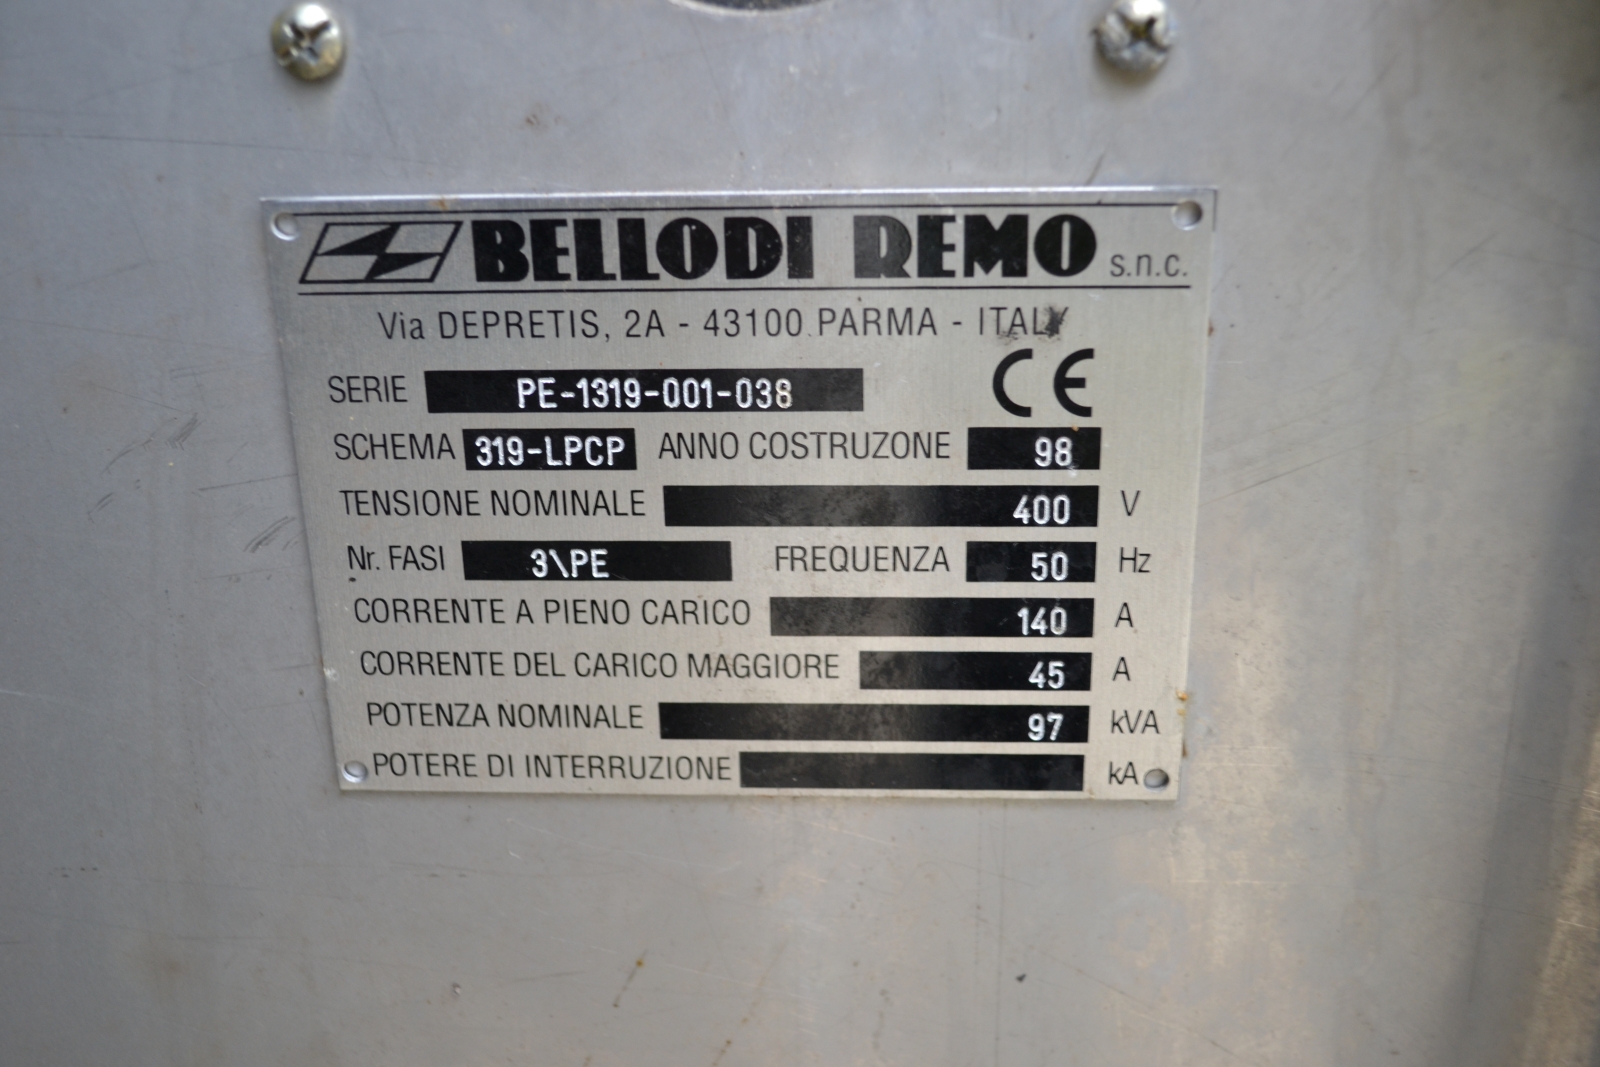 BELLODI REMO s.n.c.
Via DEPRETIS, 2A - 43100 PARMA - ITALY
SERIE PE-1319-001-038 CE
SCHEMA 319-LPCP ANNO COSTRUZONE 98
TENSIONE NOMINALE 400 V
Nr. FASI 3\PE FREQUENZA 50 Hz
CORRENTE A PIENO CARICO 140 A
CORRENTE DEL CARICO MAGGIORE 45 A
POTENZA NOMINALE 97 kVA
POTERE DI INTERRUZIONE kA